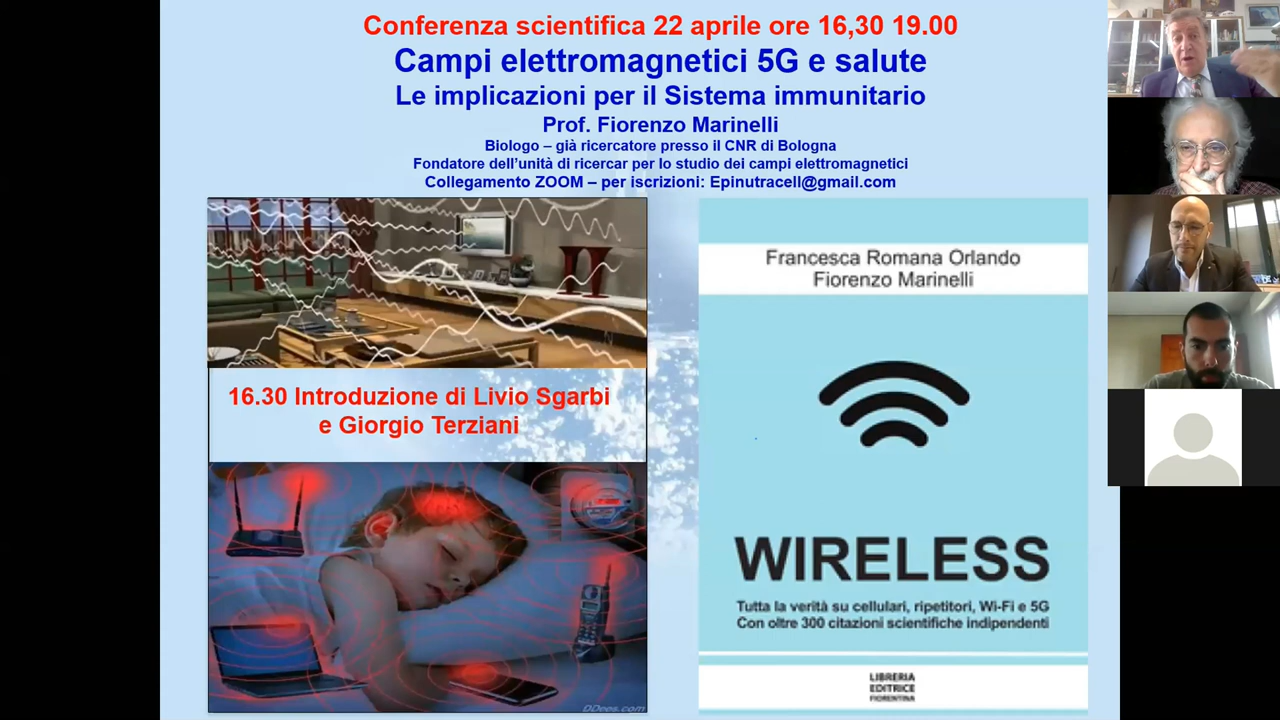 Conferenza scientifica 22 aprile ore 16,30 19.00
Campi elettromagnetici 5G e salute
Le implicazioni per il Sistema immunitario
Prof. Fiorenzo Marinelli
Biologo – già ricercatore presso il CNR di Bologna
Fondatore dell'unità di ricercar per lo studio dei campi elettromagnetici
Collegamento ZOOM – per iscrizioni: Epinutracell@gmail.com
16.30 Introduzione di Livio Sgarbi
e Giorgio Terziani
DDees.com
Francesca Romana Orlando
Fiorenzo Marinelli
WIRELESS
Tutta la verità su cellulari, ripetitori, Wi-Fi e 5G
Con oltre 300 citazioni scientifiche indipendenti
LIBRERIA
EDITRICE
FIORENTINA